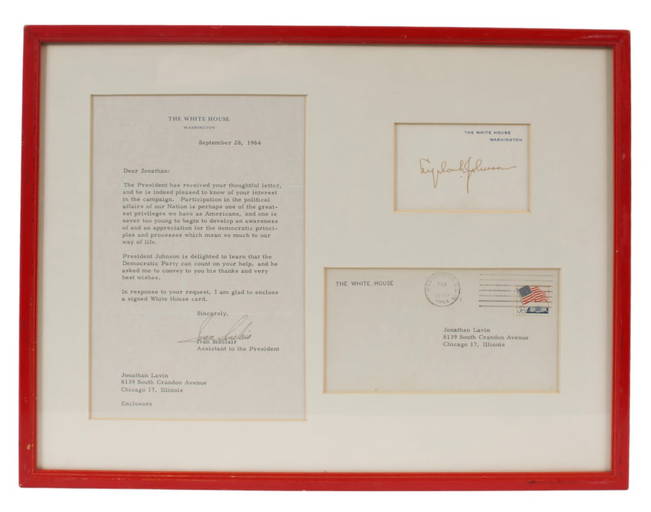 THE WHITE HOUSE
WASHINGTON
September 28, 1964
Dear Jonathan:
The President has received your thoughtful letter,
and he is indeed pleased to know of your interest
in the campaign. Participation in the political
affairs of our Nation is perhaps one of the great-
est privileges we have as Americans, and one is
never too young to begin to develop an awareness
of and an appreciation for the democratic princi-
ples and processes which mean so much to our
way of life.
President Johnson is delighted to learn that the
Democratic Party can count on your help, and he
asked me to convey to you his thanks and very
best wishes.
In response to your request, I am glad to enclose
a signed White House card.
Sincerely,
Ivan Sinclair
Ivan Sinclair
Assistant to the President
Jonathan Lavin
8139 South Crandon Avenue
Chicago 17, Illinois
Enclosure
THE WHITE HOUSE
WASHINGTON
Lyndon B. Johnson
THE WHITE HOUSE
Jonathan Lavin
8139 South Crandon Avenue
Chicago 17, Illinois